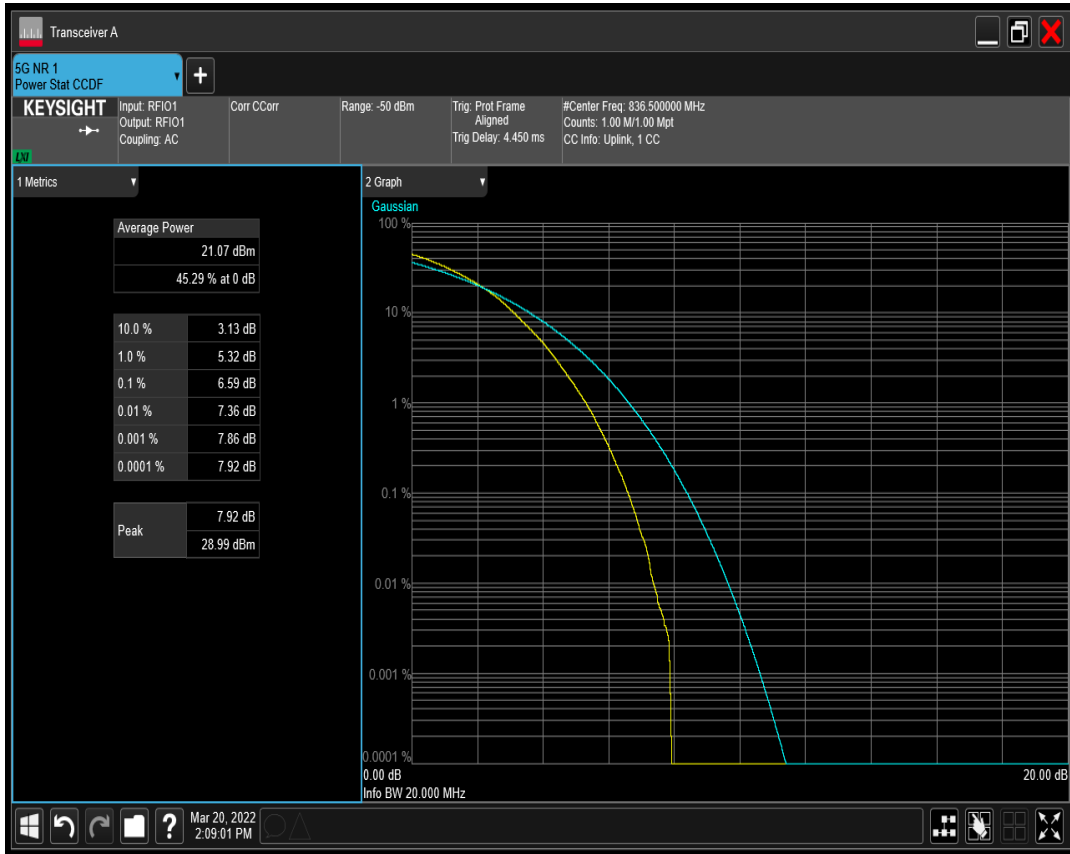 Transceiver A
5G NR 1
Power Stat CCDF
+
KEYSIGHT
LXI
Input: RFIO1
Output: RFIO1
Coupling: AC
Corr CCorr
Range: -50 dBm
Trig: Prot Frame
Aligned
Trig Delay: 4.450 ms
#Center Freq: 836.500000 MHz
Counts: 1.00 M/1.00 Mpt
CC Info: Uplink, 1 CC
1 Metrics
Average Power
21.07 dBm
45.29 % at 0 dB
10.0 % 3.13 dB
1.0 % 5.32 dB
0.1 % 6.59 dB
0.01 % 7.36 dB
0.001 % 7.86 dB
0.0001 % 7.92 dB
Peak
7.92 dB
28.99 dBm
2 Graph
Gaussian
100 %
10 %
1 %
0.1 %
0.01 %
0.001 %
0.0001 %
0.00 dB 20.00 dB
Info BW 20.000 MHz
?
Mar 20, 2022
2:09:01 PM